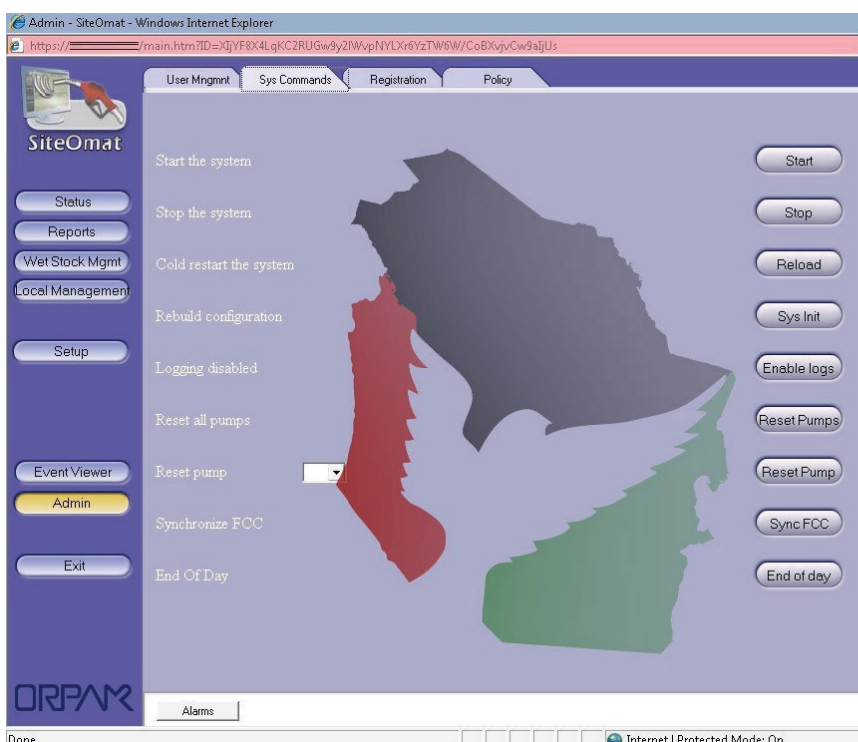 Admin - SiteOmat - Windows Internet Explorer
https:// /main.htm?ID=XIjYF8X4LqKC2RUGw9y2IWvpNYLXr6YzTW6W/CoBXvjvCw9aIjUs
User Mngmnt Sys Commands Registration Policy
SiteOmat
Start the system Start
Status
Stop the system Stop
Reports
Wet Stock Mgmt
Cold restart the system Reload
Local Management
Rebuild configuration Sys Init
Setup
Logging disabled Enable logs
Reset all pumps Reset Pumps
Event Viewer
Reset pump Reset Pump
Admin
Synchronize FCC Sync FCC
Exit
End Of Day End of day
ORPAK
Alarms
Done Internet | Protected Mode: On